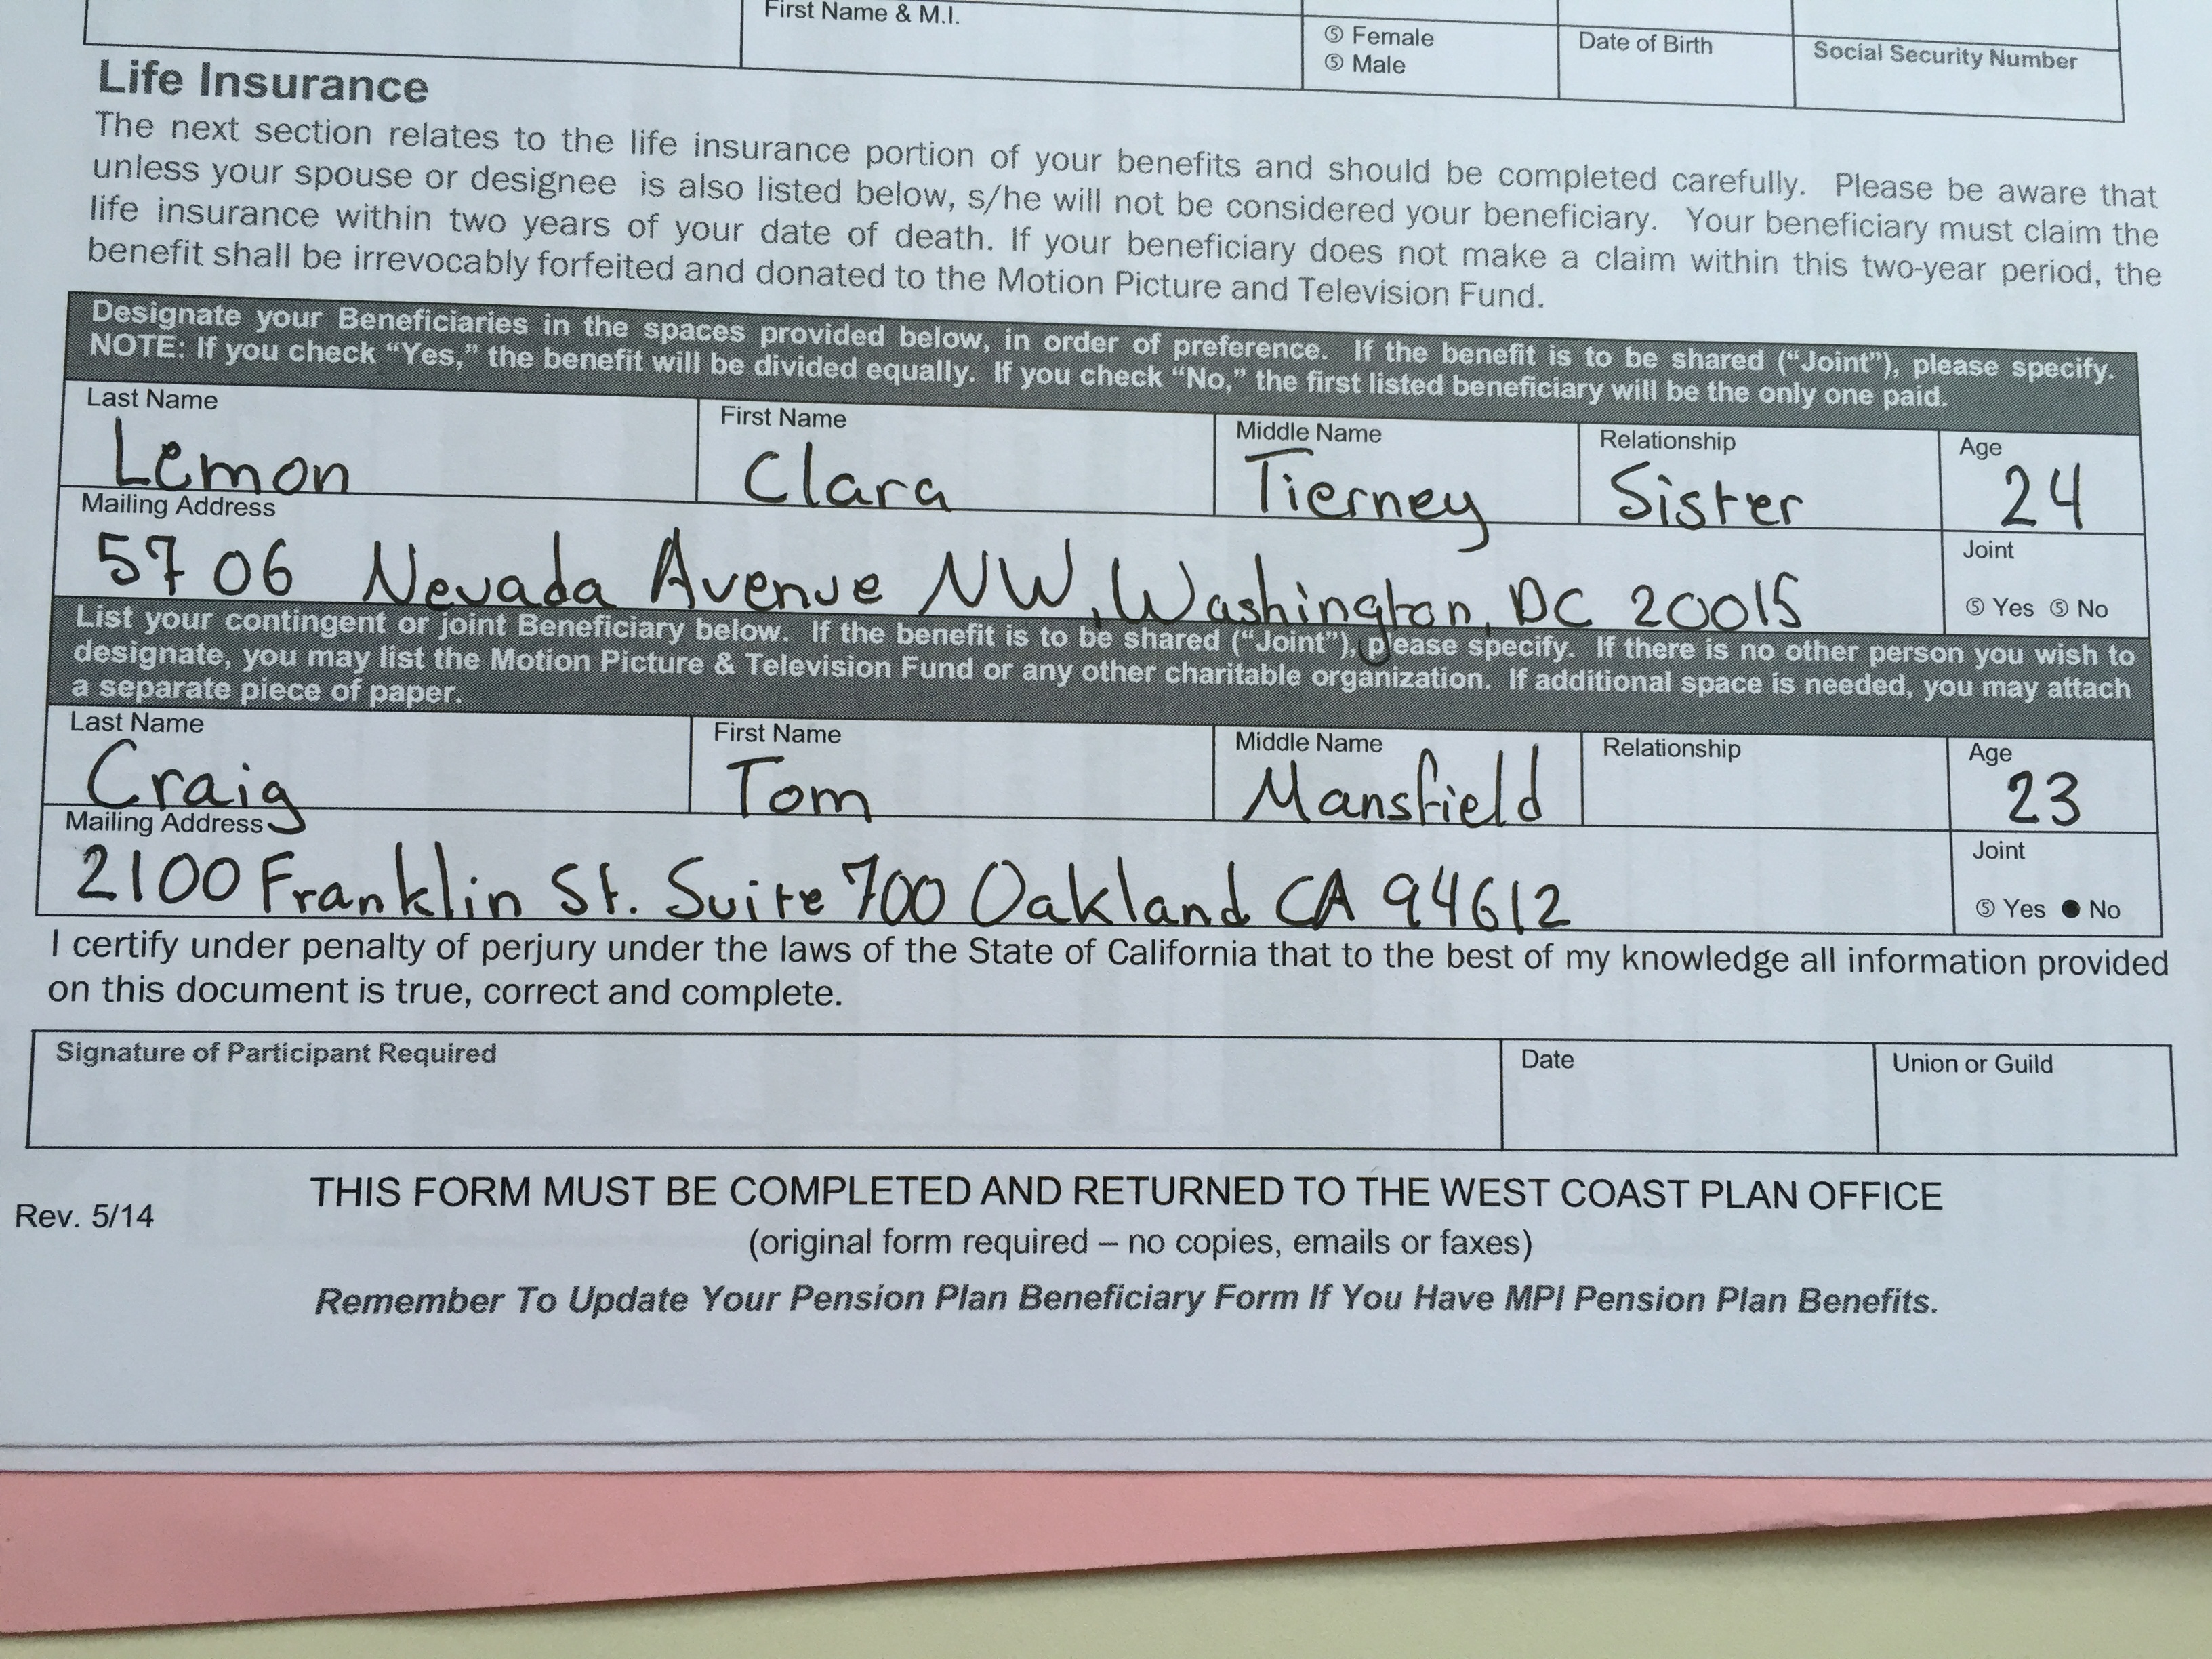 First Name & M.I.
⑤ Female
⑤ Male
Date of Birth
Social Security Number
Life Insurance
The next section relates to the life insurance portion of your benefits and should be completed carefully. Please be aware that
unless your spouse or designee is also listed below, s/he will not be considered your beneficiary. Your beneficiary must claim the
life insurance within two years of your date of death. If your beneficiary does not make a claim within this two-year period, the
benefit shall be irrevocably forfeited and donated to the Motion Picture and Television Fund.
Designate your Beneficiaries in the spaces provided below, in order of preference. If the benefit is to be shared ("Joint"), please specify.
NOTE: If you check "Yes," the benefit will be divided equally. If you check "No," the first listed beneficiary will be the only one paid.
Last Name First Name Middle Name Relationship Age
Lemon Clara Tierney Sister 24
Mailing Address Joint
5706 Nevada Avenue NW, Washington, DC 20015 ⑤ Yes ⑤ No
List your contingent or joint Beneficiary below. If the benefit is to be shared ("Joint"), please specify. If there is no other person you wish to
designate, you may list the Motion Picture & Television Fund or any other charitable organization. If additional space is needed, you may attach
a separate piece of paper.
Last Name First Name Middle Name Relationship Age
Craig Tom Mansfield 23
Mailing Address Joint
2100 Franklin St. Suite 700 Oakland CA 94612 ⑤ Yes ● No
I certify under penalty of perjury under the laws of the State of California that to the best of my knowledge all information provided
on this document is true, correct and complete.
Signature of Participant Required Date Union or Guild
THIS FORM MUST BE COMPLETED AND RETURNED TO THE WEST COAST PLAN OFFICE
Rev. 5/14
(original form required – no copies, emails or faxes)
Remember To Update Your Pension Plan Beneficiary Form If You Have MPI Pension Plan Benefits.